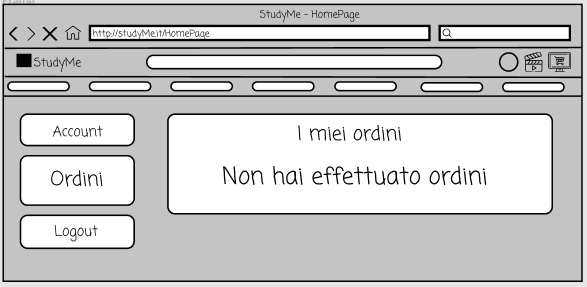 StudyMe - HomePage
http://studyMe.it/HomePage
StudyMe
Account
Ordini
Logout
I miei ordini
Non hai effettuato ordini